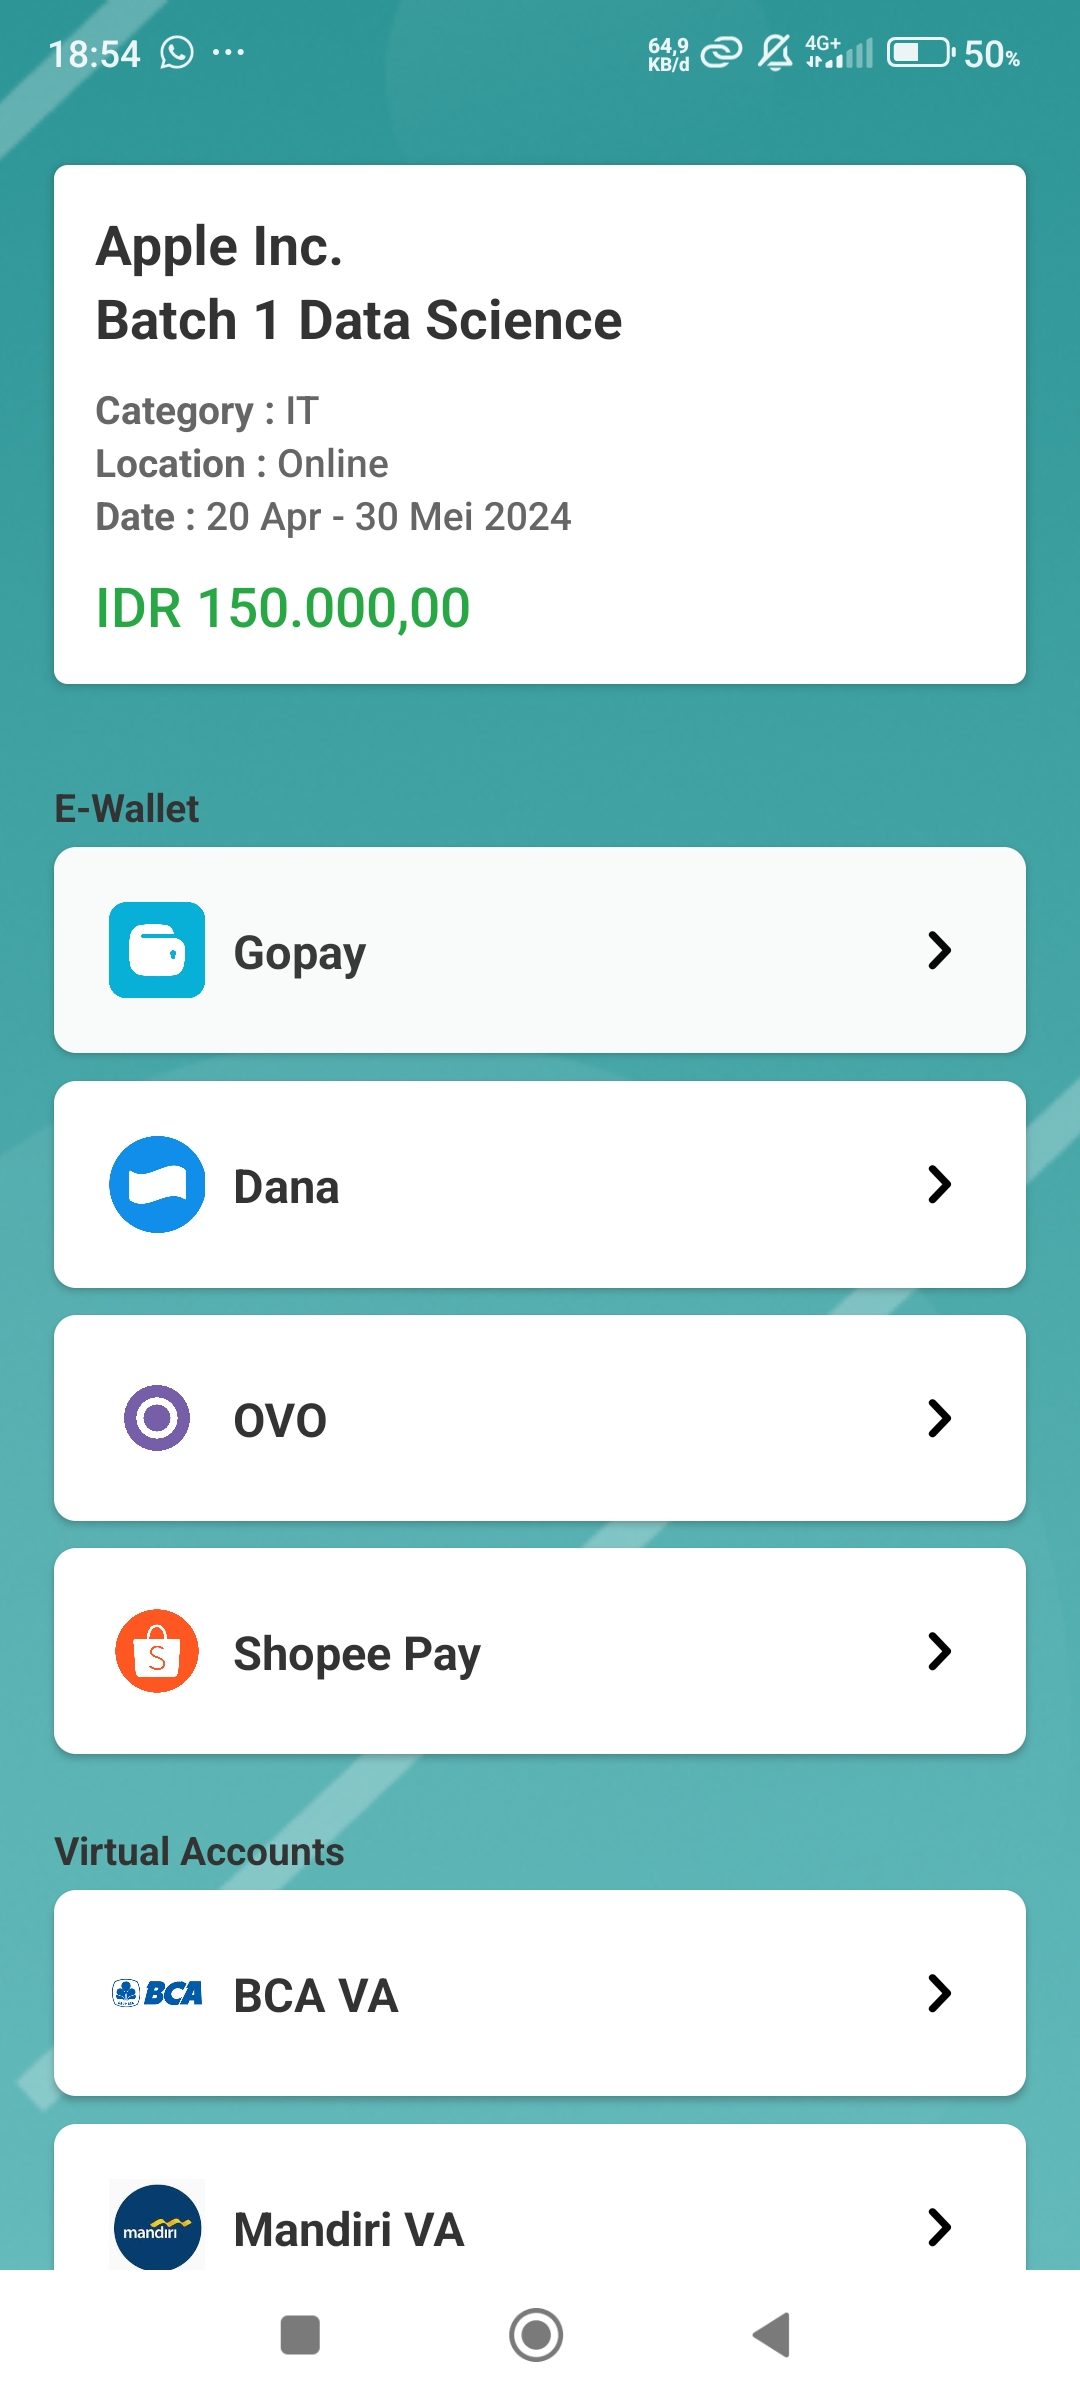 18:54 ... 64,9 KB/d 4G+ 50%
Apple Inc.
Batch 1 Data Science
Category : IT
Location : Online
Date : 20 Apr - 30 Mei 2024
IDR 150.000,00
E-Wallet
Gopay
Dana
OVO
S Shopee Pay
Virtual Accounts
BCA BCA VA
mandiri Mandiri VA